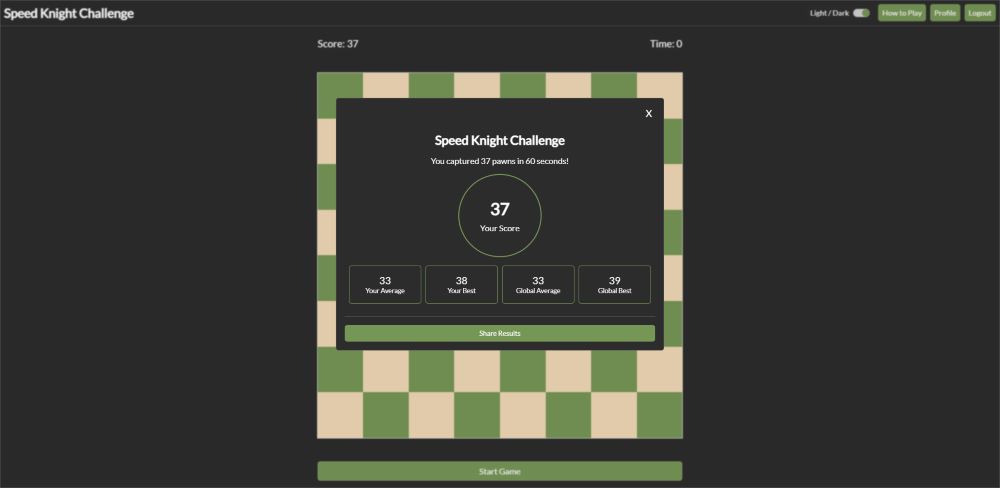 Speed Knight Challenge
Light / Dark
How to Play
Profile
Logout
Score: 37
Time: 0
X
Speed Knight Challenge
You captured 37 pawns in 60 seconds!
37
Your Score
33
Your Average
38
Your Best
33
Global Average
39
Global Best
Share Results
Start Game